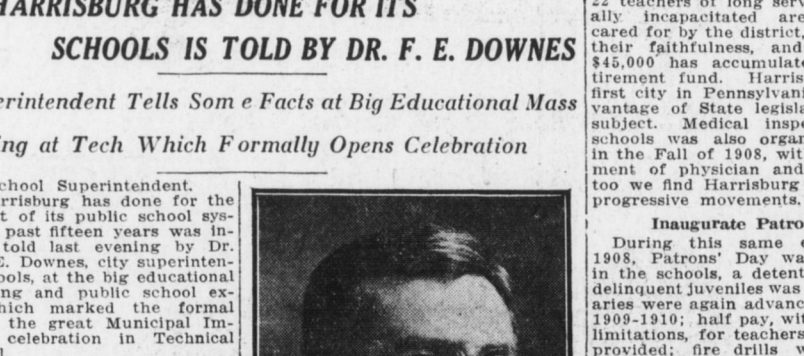 HARRISBURG HAS DONE FOR ITS
SCHOOLS IS TOLD BY DR. F. E. DOWNES
erintendent Tells Som e Facts at Big Educational Mass
ing at Tech Which Formally Opens Celebration
chool Superintendent.
rrisburg has done for the
t of its public school sys-
past fifteen years was in-
told last evening by Dr.
E. Downes, city superinten-
ools, at the big educational
ng and public school ex-
hich marked the formal
the great Municipal Im-
celebration in Technical
22 teachers of long serv
ally incapacitated are
cared for by the district,
their faithfulness, and
$45,000 has accumulat
tirement fund. Harris
first city in Pennsylvani
vantage of State legisla
subject. Medical inspe
schools was also organ
in the Fall of 1908, wit
ment of physician and
too we find Harrisburg
progressive movements.
Inaugurate Patro
During this same
1908, Patrons' Day wa
in the schools, a detent
delinquent juveniles was
aries were again advanc
1909-1910; half pay, wit
limitations, for teachers
provided; fire drills w